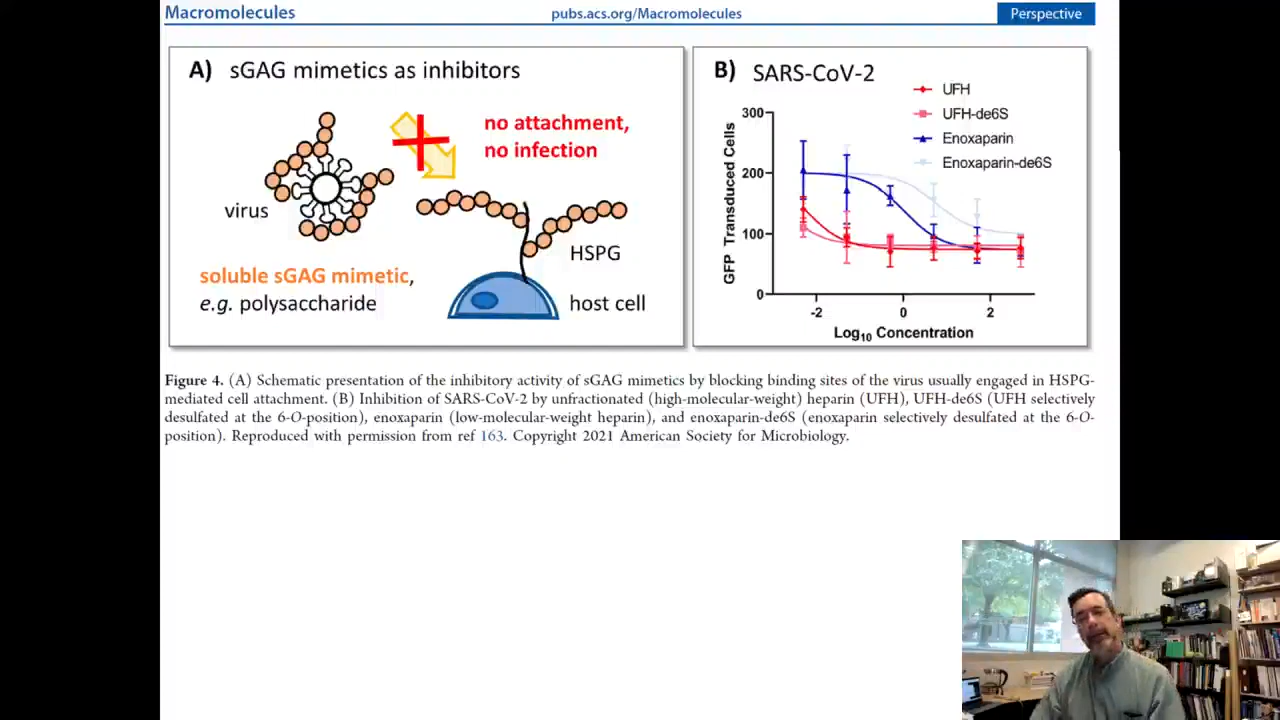 Macromolecules
pubs.acs.org/Macromolecules
Perspective
A) sGAG mimetics as inhibitors
no attachment,
no infection
virus
HSPG
soluble sGAG mimetic,
e.g. polysaccharide
host cell
B) SARS-CoV-2
UFH
UFH-de6S
Enoxaparin
Enoxaparin-de6S
GFP Transduced Cells
300
200
100
0
-2
0
2
Log10 Concentration
Figure 4. (A) Schematic presentation of the inhibitory activity of sGAG mimetics by blocking binding sites of the virus usually engaged in HSPG-
mediated cell attachment. (B) Inhibition of SARS-CoV-2 by unfractionated (high-molecular-weight) heparin (UFH), UFH-de6S (UFH selectively
desulfated at the 6-O-position), enoxaparin (low-molecular-weight heparin), and enoxaparin-de6S (enoxaparin selectively desulfated at the 6-O-
position). Reproduced with permission from ref 163. Copyright 2021 American Society for Microbiology.